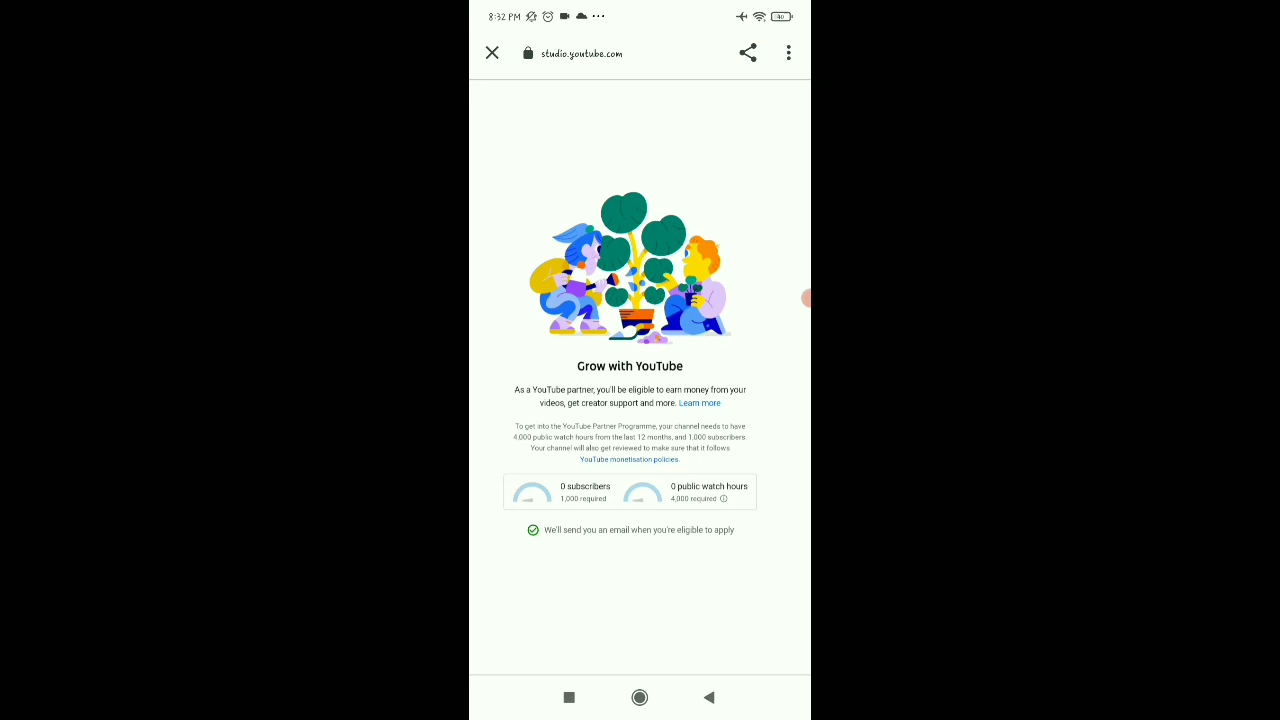 8:32 PM
40
studio.youtube.com
Grow with YouTube
As a YouTube partner, you'll be eligible to earn money from your
videos, get creator support and more. Learn more
To get into the YouTube Partner Programme, your channel needs to have
4,000 public watch hours from the last 12 months, and 1,000 subscribers.
Your channel will also get reviewed to make sure that it follows
YouTube monetisation policies.
0 subscribers
1,000 required
0 public watch hours
4,000 required
We'll send you an email when you're eligible to apply